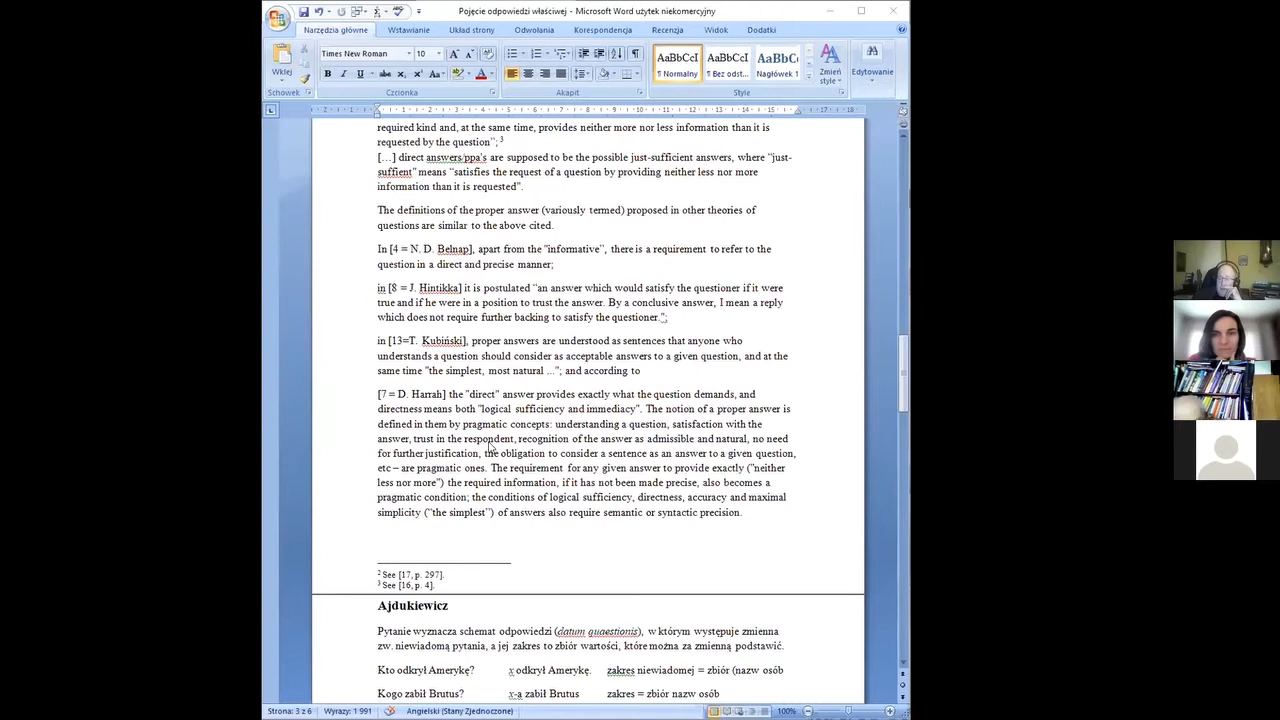 Pojęcie odpowiedzi właściwej - Microsoft Word użytek niekomercyjny
Narzędzia główne Wstawianie Układ strony Odwołania Korespondencja Recenzja Widok Dodatki
Times New Roman 10
AaBbCcI AaBbCcI AaBbC
Wklej
¶ Normalny ¶ Bez odst... Nagłówek 1
Zmień style
Edytowanie
Schowek Czcionka Akapit Style
required kind and, at the same time, provides neither more nor less information than it is
requested by the question”; 3
[…] direct answers/ppa's are supposed to be the possible just-sufficient answers, where “just-
suffient” means “satisfies the request of a question by providing neither less nor more
information than it is requested”.
The definitions of the proper answer (variously termed) proposed in other theories of
questions are similar to the above cited.
In [4 = N. D. Belnap], apart from the "informative”, there is a requirement to refer to the
question in a direct and precise manner;
in [8 = J. Hintikka] it is postulated “an answer which would satisfy the questioner if it were
true and if he were in a position to trust the answer. By a conclusive answer, I mean a reply
which does not require further backing to satisfy the questioner.";
in [13=T. Kubiński], proper answers are understood as sentences that anyone who
understands a question should consider as acceptable answers to a given question, and at the
same time "the simplest, most natural ..."; and according to
[7 = D. Harrah] the "direct" answer provides exactly what the question demands, and
directness means both "logical sufficiency and immediacy". The notion of a proper answer is
defined in them by pragmatic concepts: understanding a question, satisfaction with the
answer, trust in the respondent, recognition of the answer as admissible and natural, no need
for further justification, the obligation to consider a sentence as an answer to a given question,
etc – are pragmatic ones. The requirement for any given answer to provide exactly ("neither
less nor more") the required information, if it has not been made precise, also becomes a
pragmatic condition; the conditions of logical sufficiency, directness, accuracy and maximal
simplicity (“the simplest”) of answers also require semantic or syntactic precision.
2 See [17, p. 297].
3 See [16, p. 4].
Ajdukiewicz
Pytanie wyznacza schemat odpowiedzi (datum quaestionis), w którym występuje zmienna
zw. niewiadomą pytania, a jej zakres to zbiór wartości, które można za zmienną podstawić.
Kto odkrył Amerykę? x odkrył Amerykę. zakres niewiadomej = zbiór (nazw osób
Kogo zabił Brutus? x-a zabił Brutus zakres = zbiór nazw osób
Strona: 3 z 6 Wyrazy: 1 991 Angielski (Stany Zjednoczone) 100%